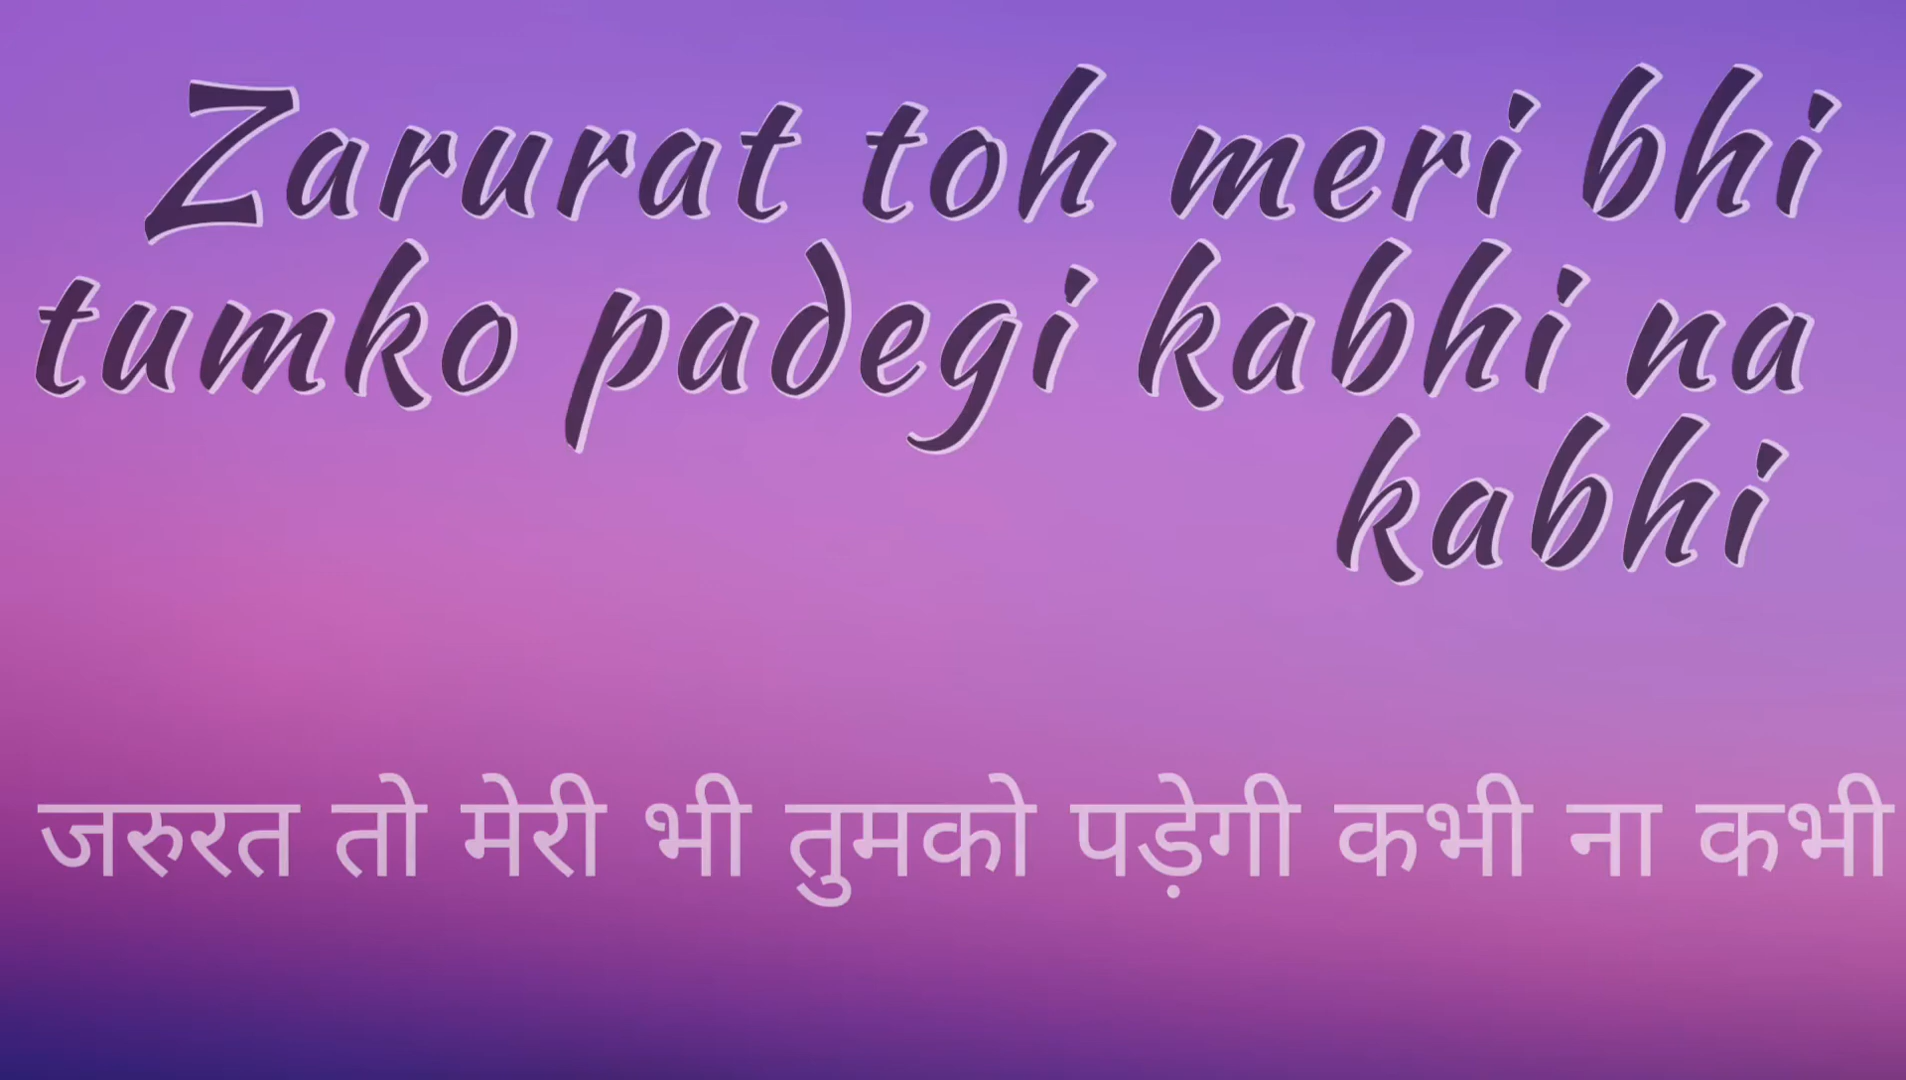 Zarurat toh meri bhi
tumko padegi kabhi na
kabhi
जरुरत तो मेरी भी तुमको पड़ेगी कभी ना कभी